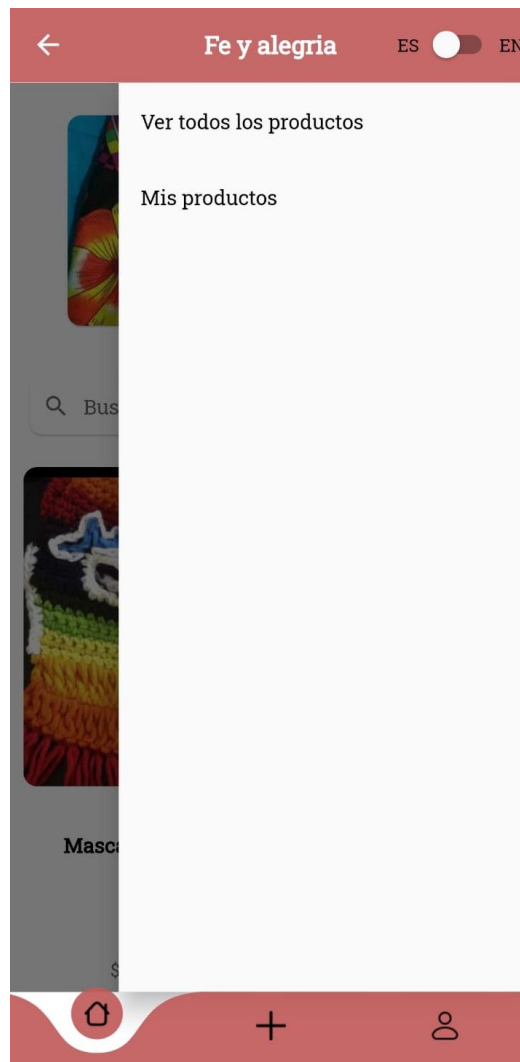 Fe y alegria
ES EN
Ver todos los productos
Mis productos
Bus
Masca
$